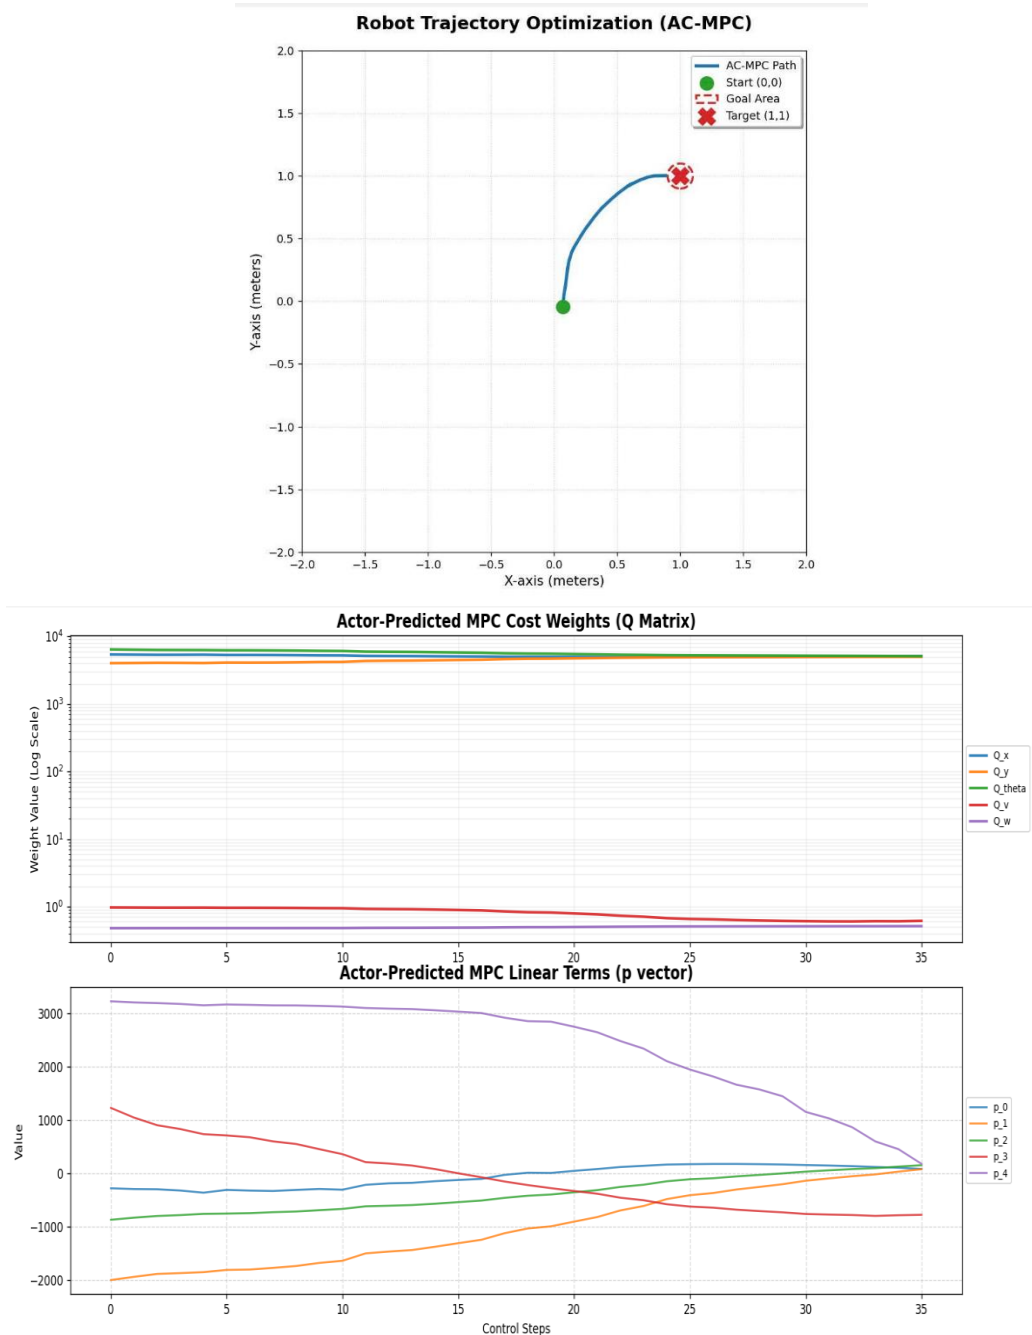 Robot Trajectory Optimization (AC-MPC)
AC-MPC Path
Start (0,0)
Goal Area
Target (1,1)
2.0
1.5
1.0
0.5
0.0
−0.5
−1.0
−1.5
−2.0
Y-axis (meters)
−2.0 −1.5 −1.0 −0.5 0.0 0.5 1.0 1.5 2.0
X-axis (meters)
Actor-Predicted MPC Cost Weights (Q Matrix)
10^4
10^3
10^2
10^1
10^0
Weight Value (Log Scale)
Q_x
Q_y
Q_theta
Q_v
Q_w
0 5 10 15 20 25 30 35
Actor-Predicted MPC Linear Terms (p vector)
3000
2000
1000
0
−1000
−2000
Value
p_0
p_1
p_2
p_3
p_4
0 5 10 15 20 25 30 35
Control Steps